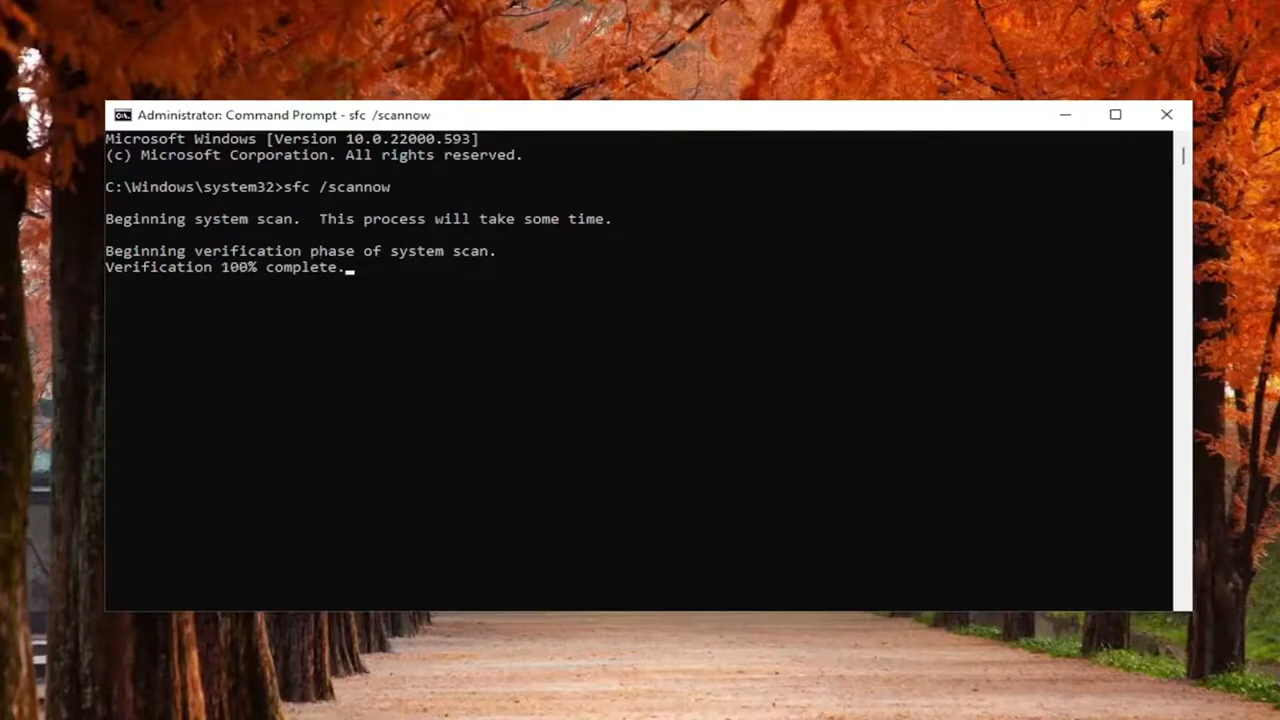 Administrator: Command Prompt - sfc  /scannow
Microsoft Windows [Version 10.0.22000.593]
(c) Microsoft Corporation. All rights reserved.
C:\Windows\system32>sfc /scannow
Beginning system scan.  This process will take some time.
Beginning verification phase of system scan.
Verification 100% complete.